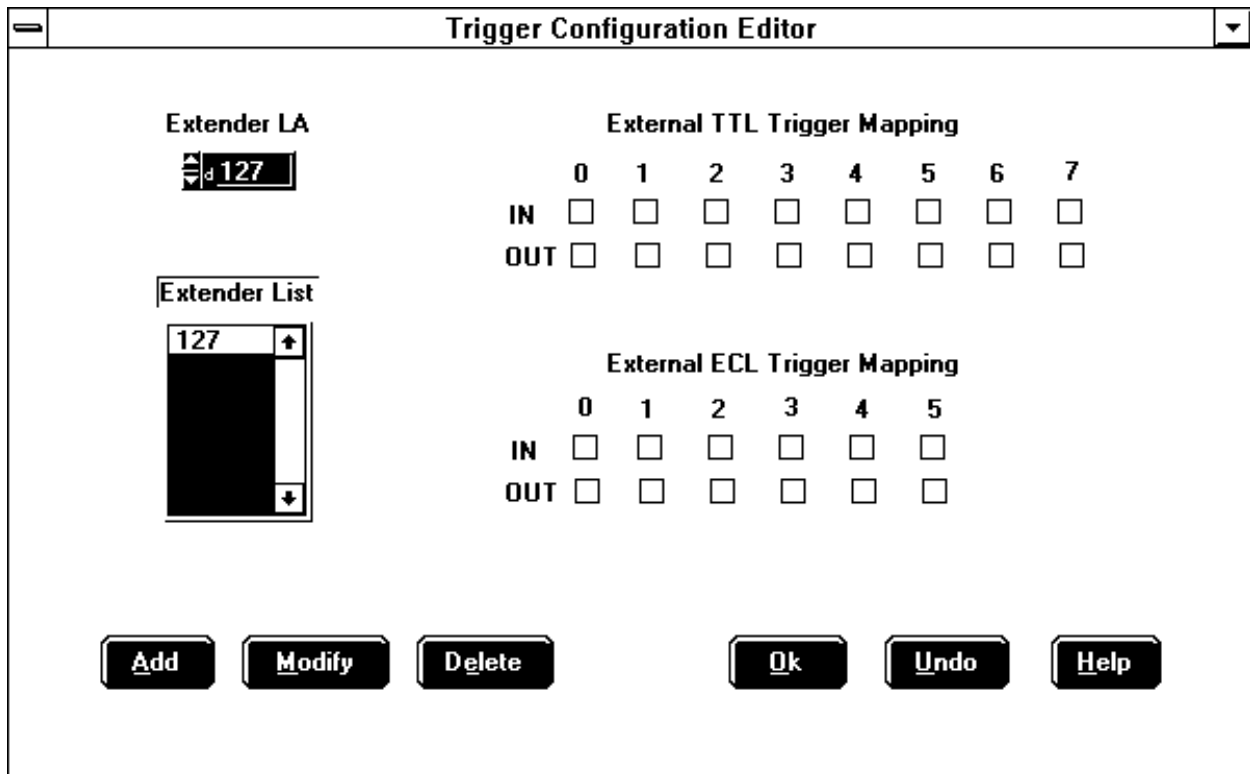 Trigger Configuration Editor
Extender LA
d 127
External TTL Trigger Mapping
0 1 2 3 4 5 6 7
IN
OUT
Extender List
127
External ECL Trigger Mapping
0 1 2 3 4 5
IN
OUT
Add Modify Delete Ok Undo Help